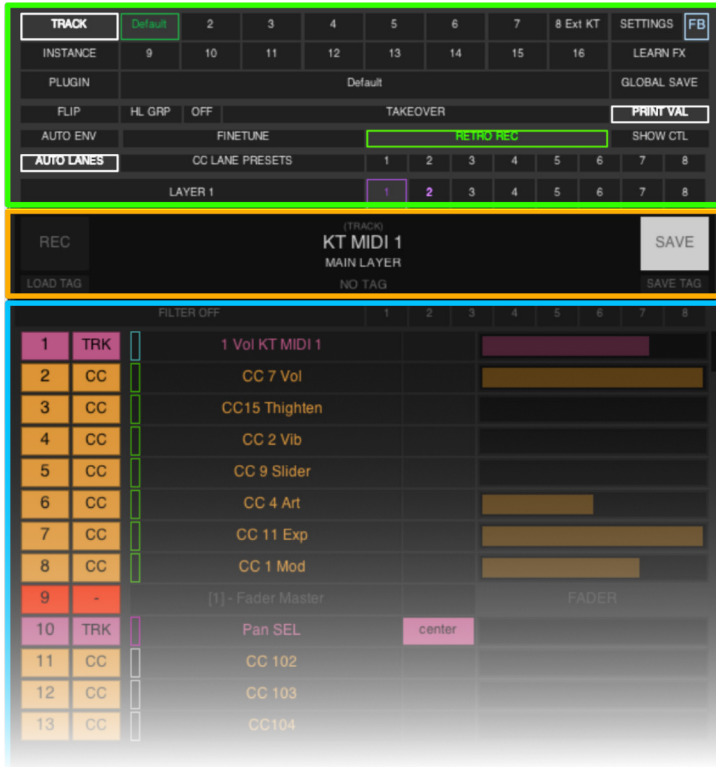 TRACK Default 2 3 4 5 6 7 8 Ext KT SETTINGS FB
INSTANCE 9 10 11 12 13 14 15 16 LEARN FX
PLUGIN Default GLOBAL SAVE
FLIP HL GRP OFF TAKEOVER PRINT VAL
AUTO ENV FINETUNE RETRO REC SHOW CTL
AUTO LANES CC LANE PRESETS 1 2 3 4 5 6 7 8
LAYER 1 1 2 3 4 5 6 7 8
(TRACK)
REC KT MIDI 1 SAVE
MAIN LAYER
LOAD TAG NO TAG SAVE TAG
FILTER OFF 1 2 3 4 5 6 7 8
1 TRK 1 Vol KT MIDI 1
2 CC CC 7 Vol
3 CC CC15 Thighten
4 CC CC 2 Vib
5 CC CC 9 Slider
6 CC CC 4 Art
7 CC CC 11 Exp
8 CC CC 1 Mod
9 - [1] - Fader Master FADER
10 TRK Pan SEL center
11 CC CC 102
12 CC CC 103
13 CC CC104